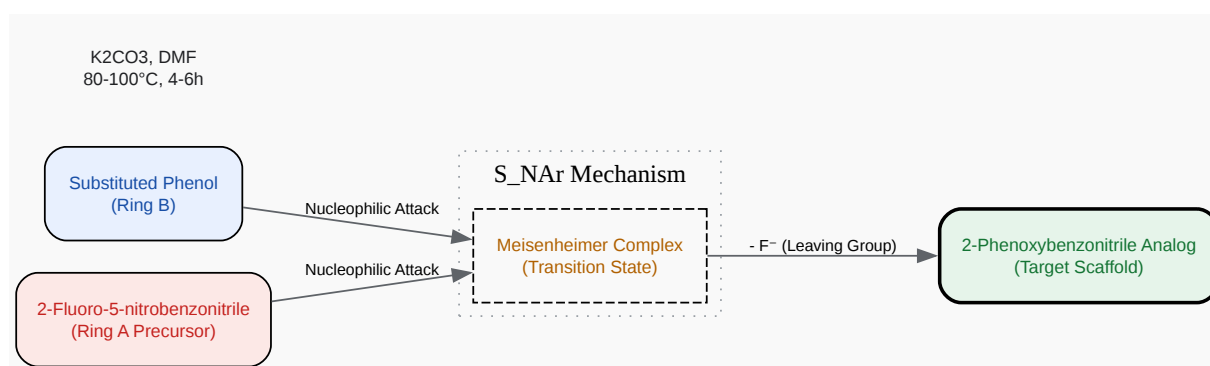 K2CO3, DMF
80-100°C, 4-6h
Substituted Phenol
(Ring B)
Nucleophilic Attack
2-Fluoro-5-nitrobenzonitrile
(Ring A Precursor)
Nucleophilic Attack
S_NAr Mechanism
Meisenheimer Complex
(Transition State)
- F⁻ (Leaving Group)
2-Phenoxybenzonitrile Analog
(Target Scaffold)